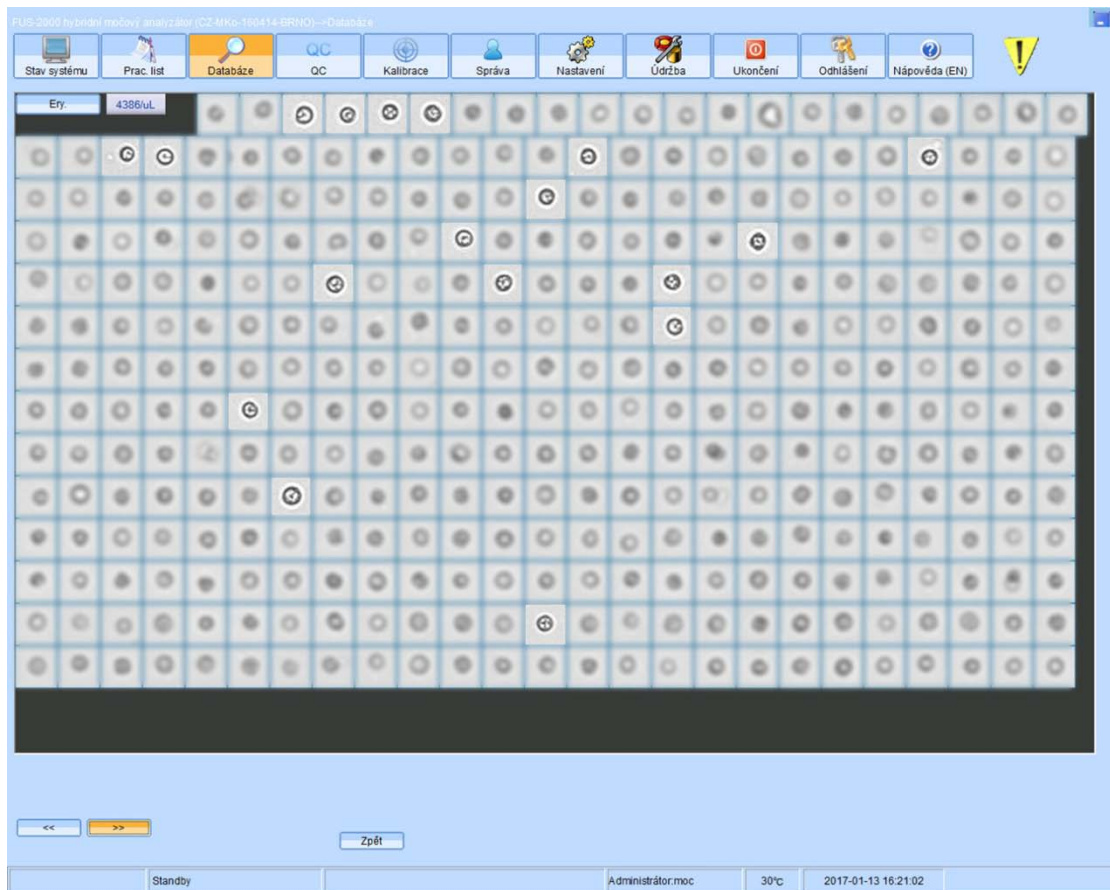 FUS-2000 hybridní močový analyzátor (CZ-MKo-160414-BRNO)-->Databáze
Stav systému Prac. list Databáze QC QC Kalibrace Správa Nastavení Údržba Ukončení Odhlášení Nápověda (EN)
Ery. 4386/uL
<< >>
Zpět
Standby Administrátor:moc 30°C 2017-01-13 16:21:02